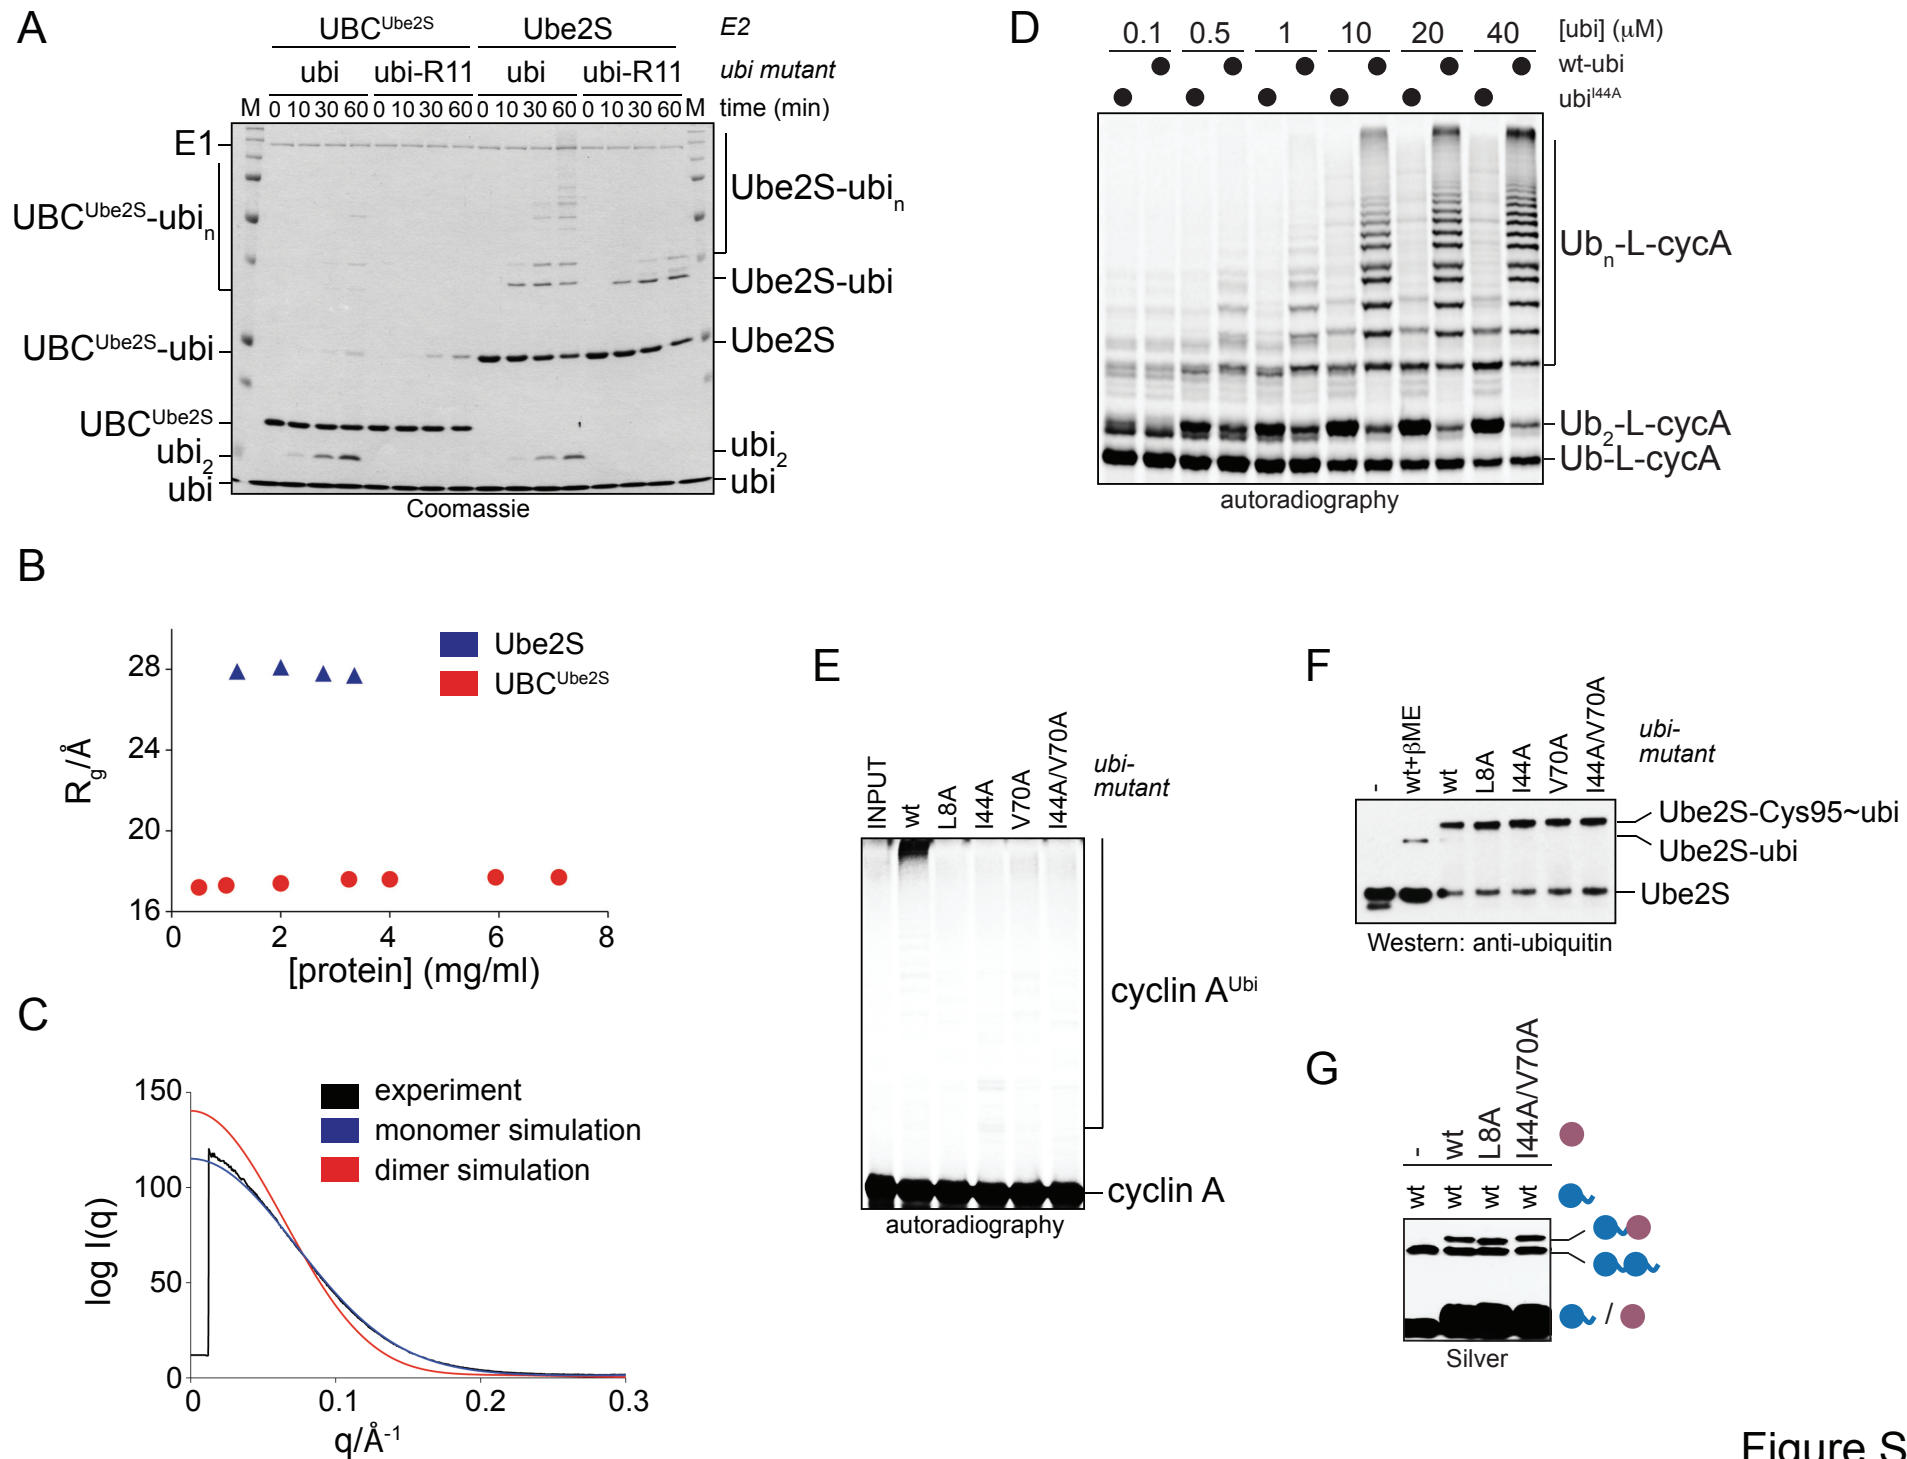 A
UBC^Ube2S Ube2S E2
ubi ubi-R11 ubi ubi-R11 ubi mutant
M 0 10 30 60 0 10 30 60 0 10 30 60 0 10 30 60 M time (min)
E1
UBC^Ube2S-ubi_n
UBC^Ube2S-ubi
UBC^Ube2S
ubi_2
ubi
Ube2S-ubi_n
Ube2S-ubi
Ube2S
ubi_2
ubi
Coomassie
B
R_g/Å
28
24
20
16
0 2 4 6 8
[protein] (mg/ml)
Ube2S
UBC^Ube2S
C
log I(q)
150
100
50
0
0 0.1 0.2 0.3
q/Å^-1
experiment
monomer simulation
dimer simulation
D
0.1 0.5 1 10 20 40 [ubi] (μM)
wt-ubi
ubi^I44A
Ub_n-L-cycA
Ub_2-L-cycA
Ub-L-cycA
autoradiography
E
INPUT wt L8A I44A V70A I44A/V70A
ubi-
mutant
cyclin A^Ubi
cyclin A
autoradiography
F
- wt+βME wt L8A I44A V70A I44A/V70A
ubi-
mutant
Ube2S-Cys95~ubi
Ube2S-ubi
Ube2S
Western: anti-ubiquitin
G
- wt L8A I44A/V70A
wt wt wt wt
/
Silver
Figure S